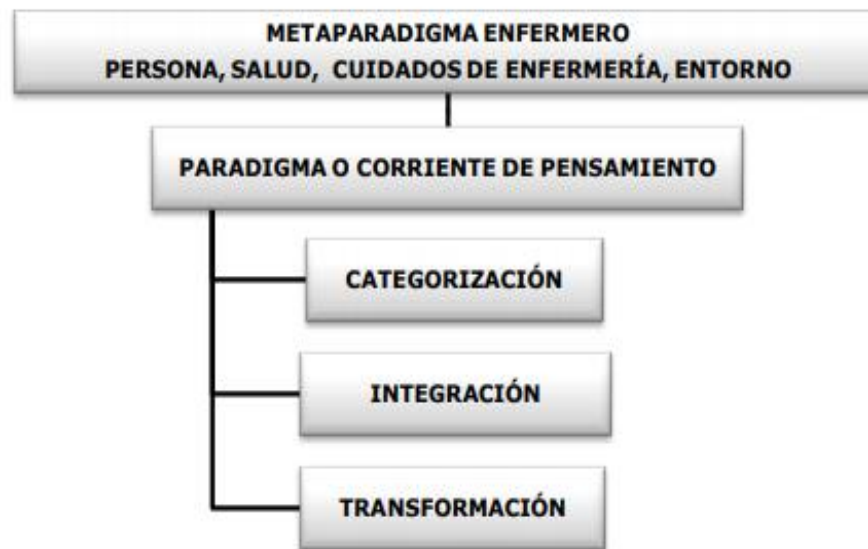 METAPARADIGMA ENFERMERO
PERSONA, SALUD, CUIDADOS DE ENFERMERÍA, ENTORNO
PARADIGMA O CORRIENTE DE PENSAMIENTO
CATEGORIZACIÓN
INTEGRACIÓN
TRANSFORMACIÓN